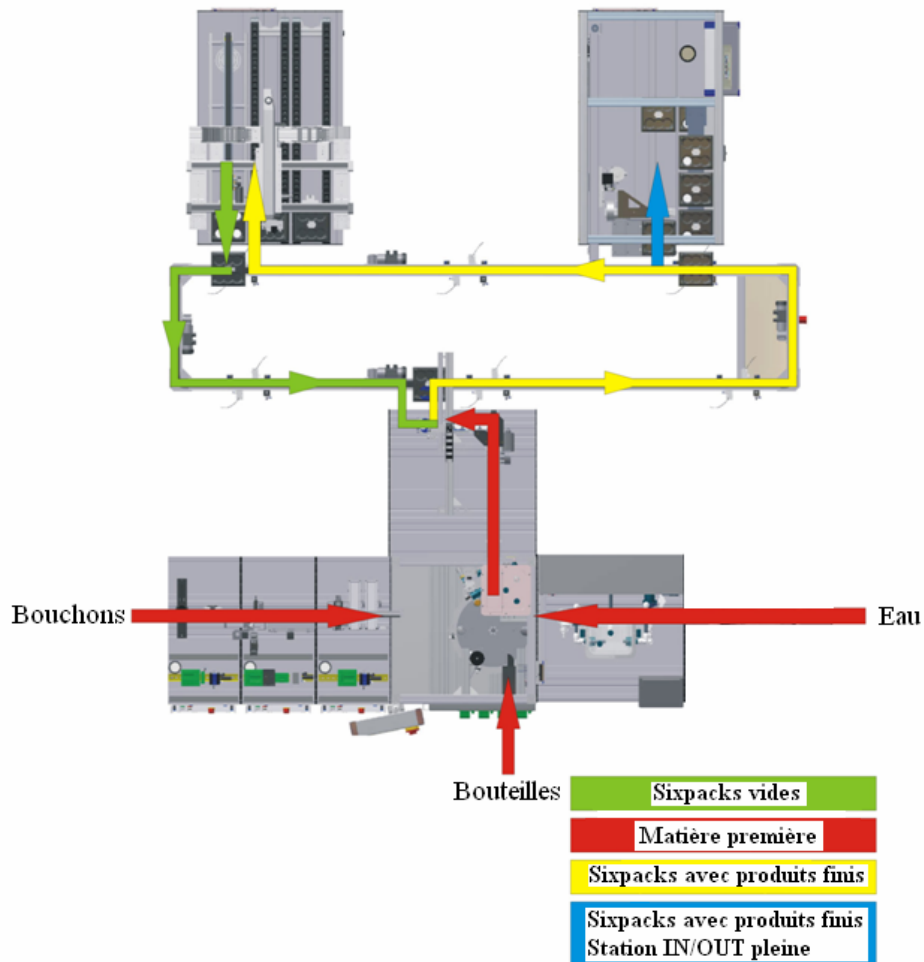 Bouchons
Eau
Bouteilles
Sixpacks vides
Matière première
Sixpacks avec produits finis
Sixpacks avec produits finis
Station IN/OUT pleine